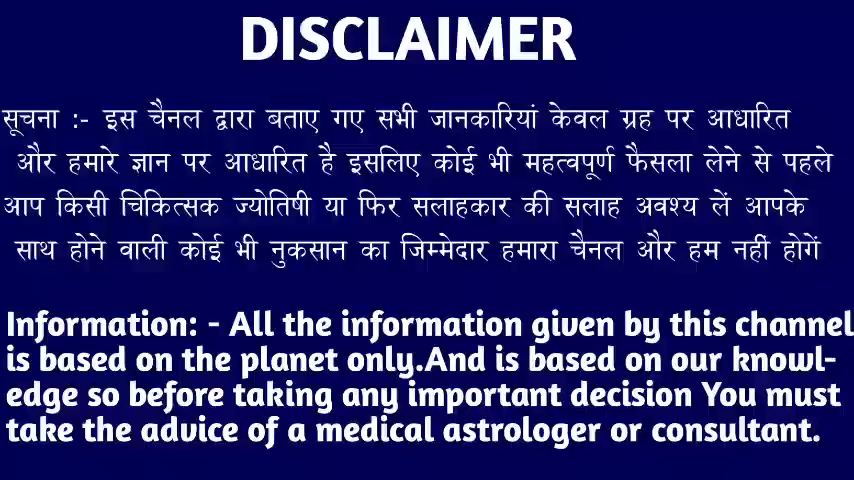 DISCLAIMER
सूचना :- इस चैनल द्वारा बताए गए सभी जानकारियां केवल ग्रह पर आधारित
और हमारे ज्ञान पर आधारित है इसलिए कोई भी महत्वपूर्ण फैसला लेने से पहले
आप किसी चिकित्सक ज्योतिषी या फिर सलाहकार की सलाह अवश्य लें आपके
साथ होने वाली कोई भी नुकसान का जिम्मेदार हमारा चैनल और हम नहीं होगें
Information: - All the information given by this channel
is based on the planet only.And is based on our knowl-
edge so before taking any important decision You must
take the advice of a medical astrologer or consultant.